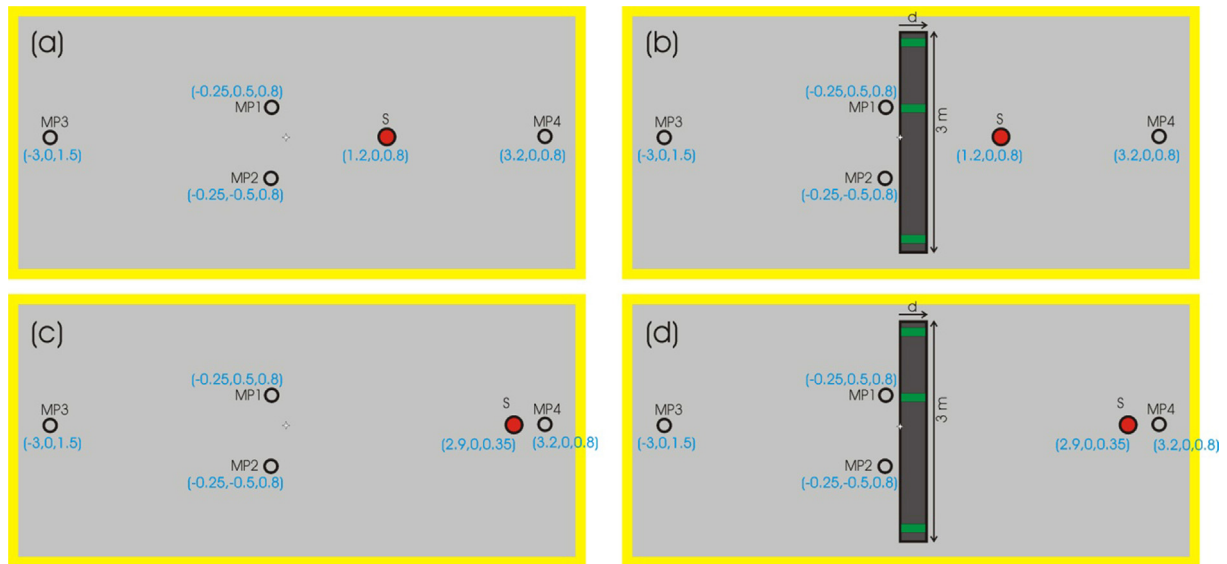 (a)
(-0.25,0.5,0.8)
MP1
MP3
(-3,0,1.5)
S
(1.2,0,0.8)
MP4
(3.2,0,0.8)
MP2
(-0.25,-0.5,0.8)
(b)
d
3 m
(-0.25,0.5,0.8)
MP1
MP3
(-3,0,1.5)
S
(1.2,0,0.8)
MP4
(3.2,0,0.8)
MP2
(-0.25,-0.5,0.8)
(c)
(-0.25,0.5,0.8)
MP1
MP3
(-3,0,1.5)
S
(2.9,0,0.35)
MP4
(3.2,0,0.8)
MP2
(-0.25,-0.5,0.8)
(d)
d
3 m
(-0.25,0.5,0.8)
MP1
MP3
(-3,0,1.5)
S
(2.9,0,0.35)
MP4
(3.2,0,0.8)
MP2
(-0.25,-0.5,0.8)